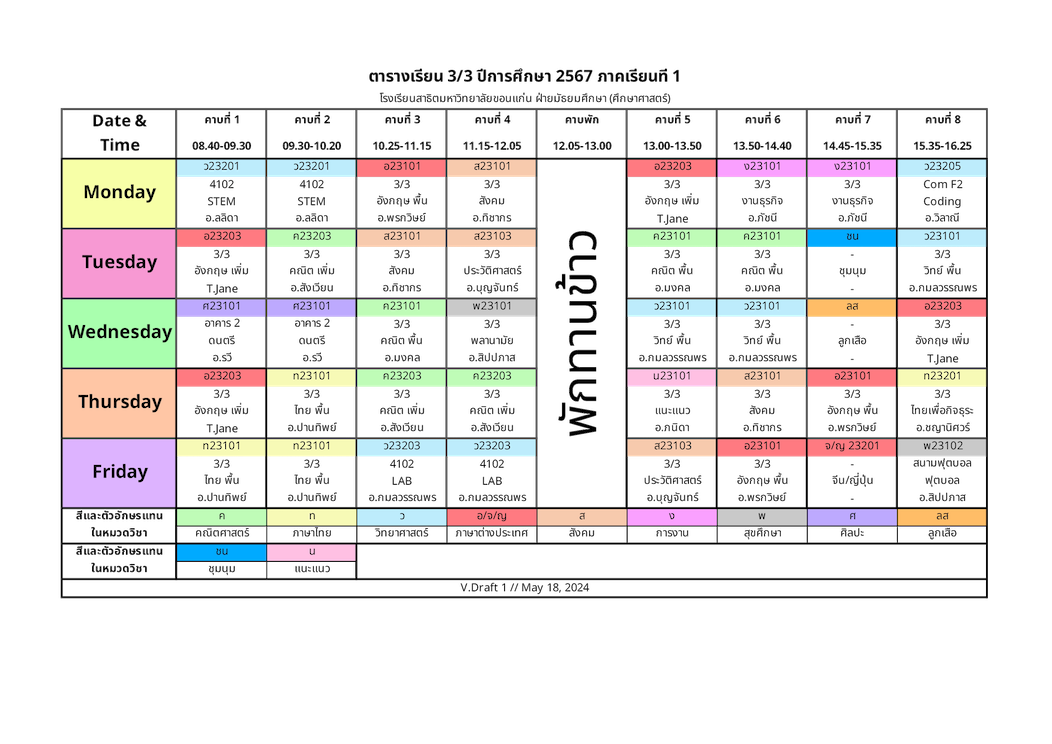 ตารางเรียน 3/3 ปีการศึกษา 2567 ภาคเรียนที่ 1
โรงเรียนสาธิตมหาวิทยาลัยขอนแก่น ฝ่ายมัธยมศึกษา (ศึกษาศาสตร์)
Date & คาบที่ 1 คาบที่ 2 คาบที่ 3 คาบที่ 4 คาบพัก คาบที่ 5 คาบที่ 6 คาบที่ 7 คาบที่ 8
Time 08.40-09.30 09.30-10.20 10.25-11.15 11.15-12.05 12.05-13.00 13.00-13.50 13.50-14.40 14.45-15.35 15.35-16.25
ว23201 ว23201 อ23101 ส23101 อ23203 ง23101 ง23101 ว23205
Monday 4102 4102 3/3 3/3 3/3 3/3 3/3 Com F2
STEM STEM อังกฤษ พื้น สังคม อังกฤษ เพิ่ม งานธุรกิจ งานธุรกิจ Coding
อ.ลลิดา อ.ลลิดา อ.พรกวิษย์ อ.ทิชากร T.Jane อ.ภัชนี อ.ภัชนี อ.วิลาณี
อ23203 ค23203 ส23101 ส23103 ค23101 ค23101 ชน ว23101
Tuesday 3/3 3/3 3/3 3/3 3/3 3/3 - 3/3
อังกฤษ เพิ่ม คณิต เพิ่ม สังคม ประวัติศาสตร์ คณิต พื้น คณิต พื้น ชุมนุม วิทย์ พื้น
T.Jane อ.สังเวียน อ.ทิชากร อ.บุญจันทร์ อ.มงคล อ.มงคล - อ.กมลวรรณพร
พักทานข้าว
ศ23101 ศ23101 ค23101 พ23101 ว23101 ว23101 ลส อ23203
Wednesday อาคาร 2 อาคาร 2 3/3 3/3 3/3 3/3 - 3/3
ดนตรี ดนตรี คณิต พื้น พลานามัย วิทย์ พื้น วิทย์ พื้น ลูกเสือ อังกฤษ เพิ่ม
อ.รวี อ.รวี อ.มงคล อ.สิปปภาส อ.กมลวรรณพร อ.กมลวรรณพร - T.Jane
อ23203 ท23101 ค23203 ค23203 น23101 ส23101 อ23101 ท23201
Thursday 3/3 3/3 3/3 3/3 3/3 3/3 3/3 3/3
อังกฤษ เพิ่ม ไทย พื้น คณิต เพิ่ม คณิต เพิ่ม แนะแนว สังคม อังกฤษ พื้น ไทยเพื่อกิจธุระ
T.Jane อ.ปานทิพย์ อ.สังเวียน อ.สังเวียน อ.ภนิดา อ.ทิชากร อ.พรกวิษย์ อ.ชญานิศวร์
ท23101 ท23101 ว23203 ว23203 ส23103 อ23101 จ/ญ 23201 พ23102
Friday 3/3 3/3 4102 4102 3/3 3/3 - สนามฟุตบอล
ไทย พื้น ไทย พื้น LAB LAB ประวัติศาสตร์ อังกฤษ พื้น จีน/ญี่ปุ่น ฟุตบอล
อ.ปานทิพย์ อ.ปานทิพย์ อ.กมลวรรณพร อ.กมลวรรณพร อ.บุญจันทร์ อ.พรกวิษย์ - อ.สิปปภาส
สีและตัวอักษรแทน ค ท ว อ/จ/ญ ส ง พ ศ ลส
ในหมวดวิชา คณิตศาสตร์ ภาษาไทย วิทยาศาสตร์ ภาษาต่างประเทศ สังคม การงาน สุขศึกษา ศิลปะ ลูกเสือ
สีและตัวอักษรแทน ชน น
ในหมวดวิชา ชุมนุม แนะแนว
V.Draft 1 // May 18, 2024